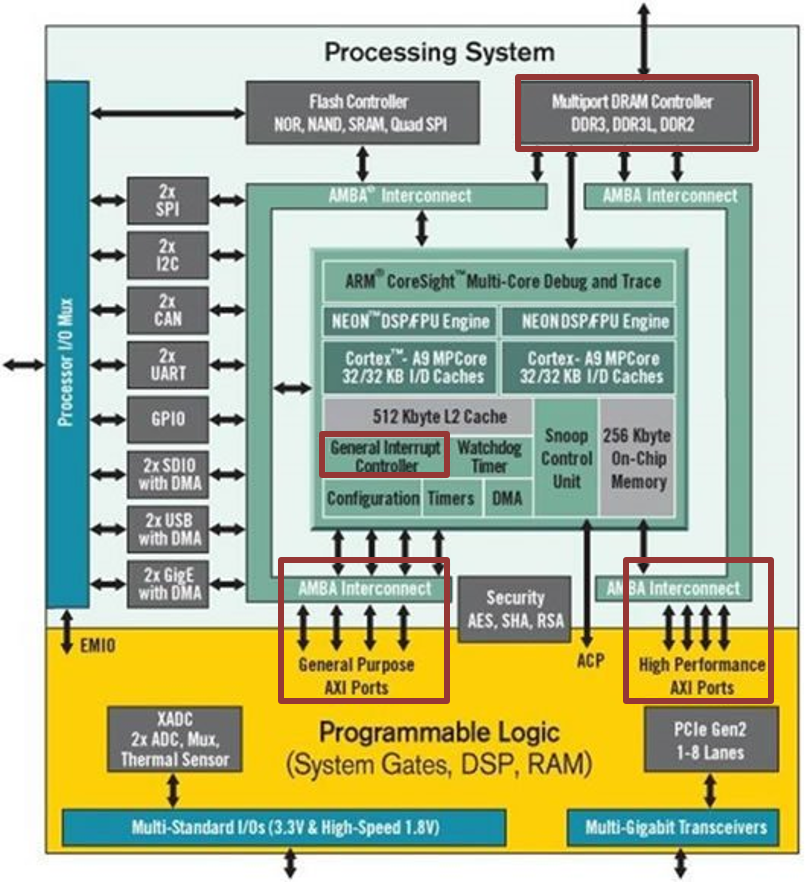 Processing System
Flash Controller
NOR, NAND, SRAM, Quad SPI
Multiport DRAM Controller
DDR3, DDR3L, DDR2
AMBA® Interconnect
AMBA Interconnect
Processor I/O Mux
2x
SPI
2x
I2C
2x
CAN
2x
UART
GPIO
2x SDIO
with DMA
2x USB
with DMA
2x GigE
with DMA
ARM® CoreSight™ Multi-Core Debug and Trace
NEON™ DSP/FPU Engine
NEON DSP/FPU Engine
Cortex™- A9 MPCore
32/32 KB I/D Caches
Cortex- A9 MPCore
32/32 KB I/D Caches
512 Kbyte L2 Cache
General Interrupt
Controller
Watchdog
Timer
Configuration
Timers
DMA
Snoop
Control
Unit
256 Kbyte
On-Chip
Memory
AMBA Interconnect
Security
AES, SHA, RSA
AMBA Interconnect
EMIO
General Purpose
AXI Ports
ACP
High Performance
AXI Ports
Programmable Logic
(System Gates, DSP, RAM)
XADC
2x ADC, Mux,
Thermal Sensor
PCIe Gen2
1-8 Lanes
Multi-Standard I/Os (3.3V & High-Speed 1.8V)
Multi-Gigabit Transceivers